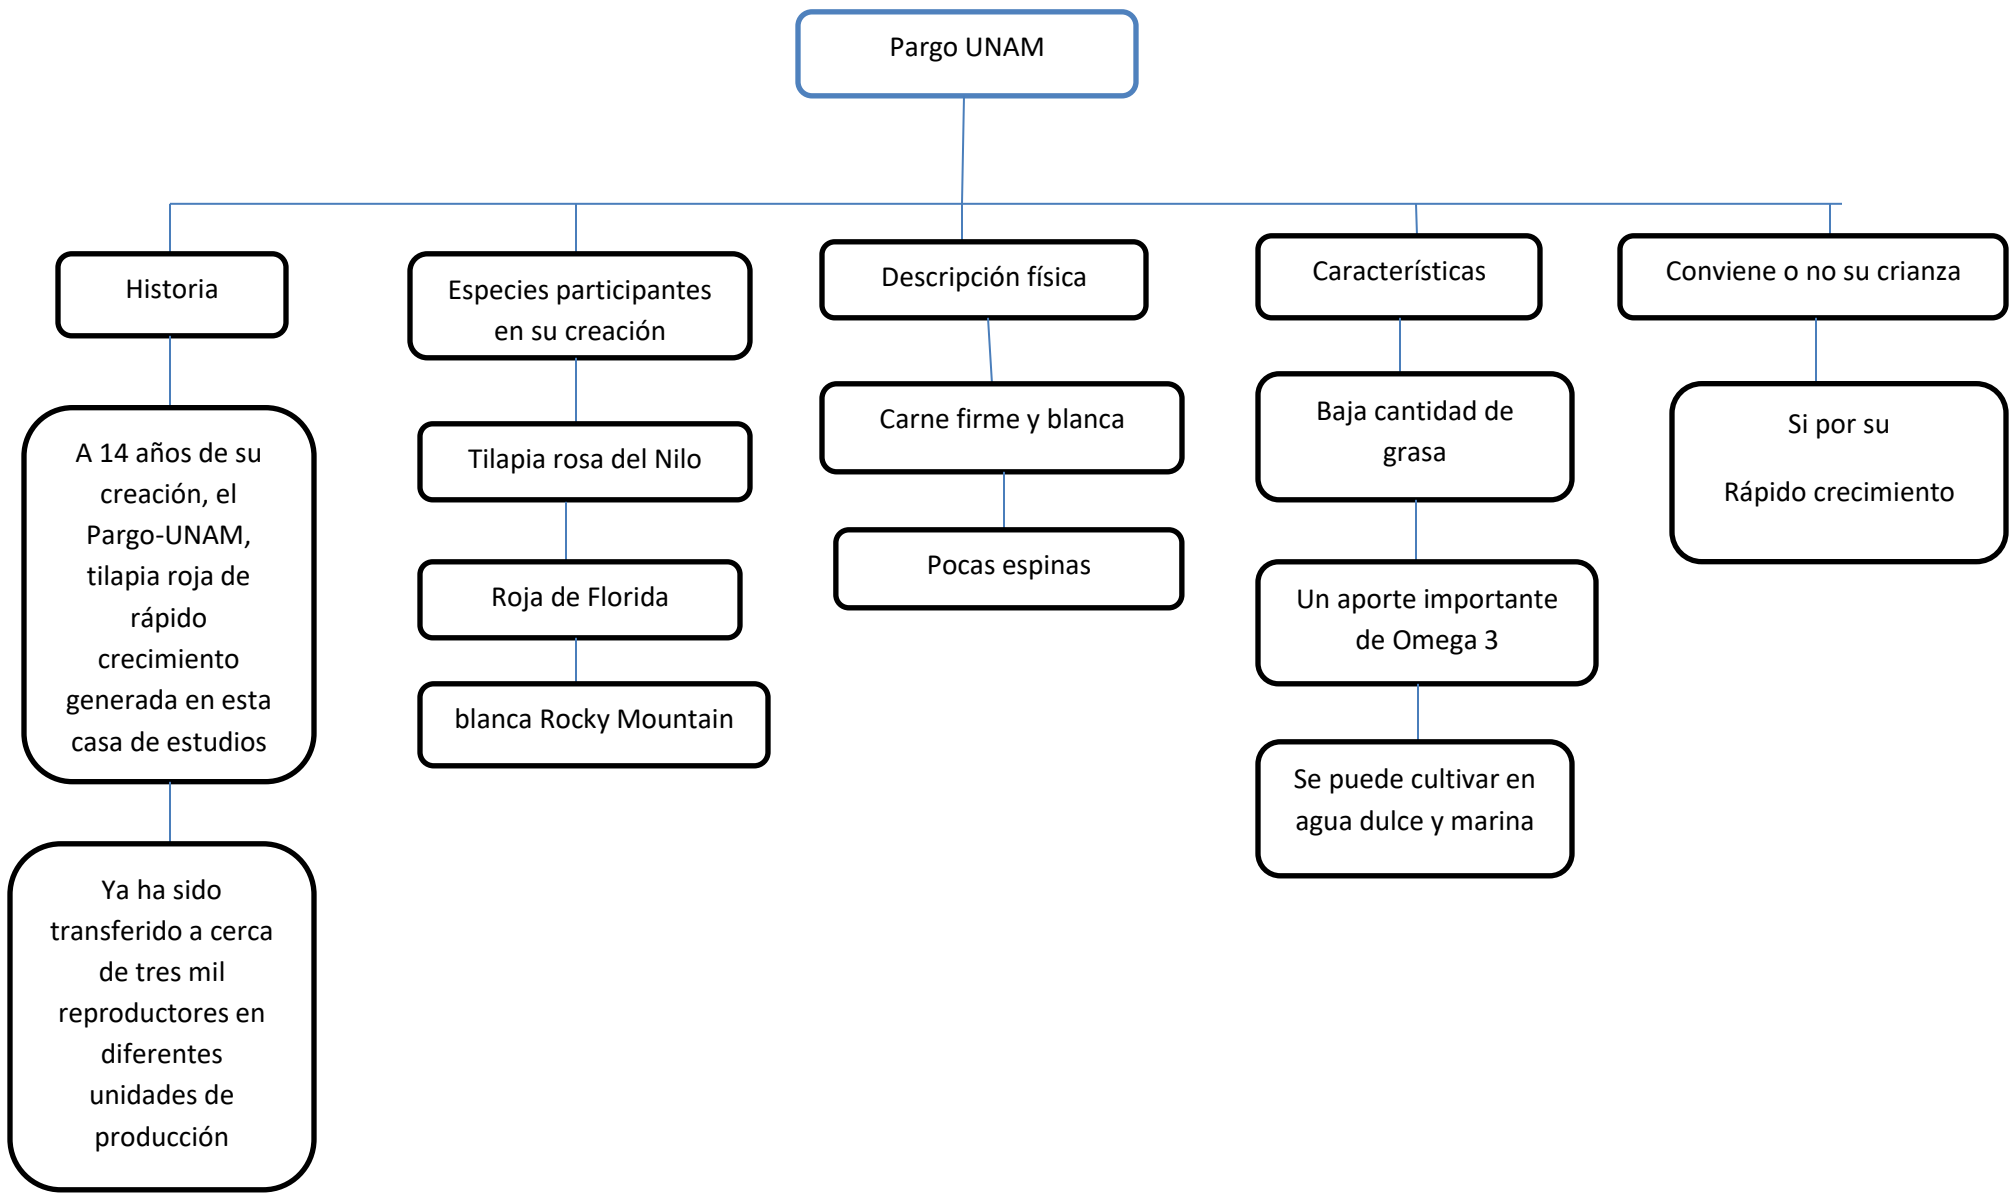 Pargo UNAM
Historia
A 14 años de su
creación, el
Pargo-UNAM,
tilapia roja de
rápido
crecimiento
generada en esta
casa de estudios
Ya ha sido
transferido a cerca
de tres mil
reproductores en
diferentes
unidades de
producción
Especies participantes
en su creación
Tilapia rosa del Nilo
Roja de Florida
blanca Rocky Mountain
Descripción física
Carne firme y blanca
Pocas espinas
Características
Baja cantidad de
grasa
Un aporte importante
de Omega 3
Se puede cultivar en
agua dulce y marina
Conviene o no su crianza
Si por su
Rápido crecimiento